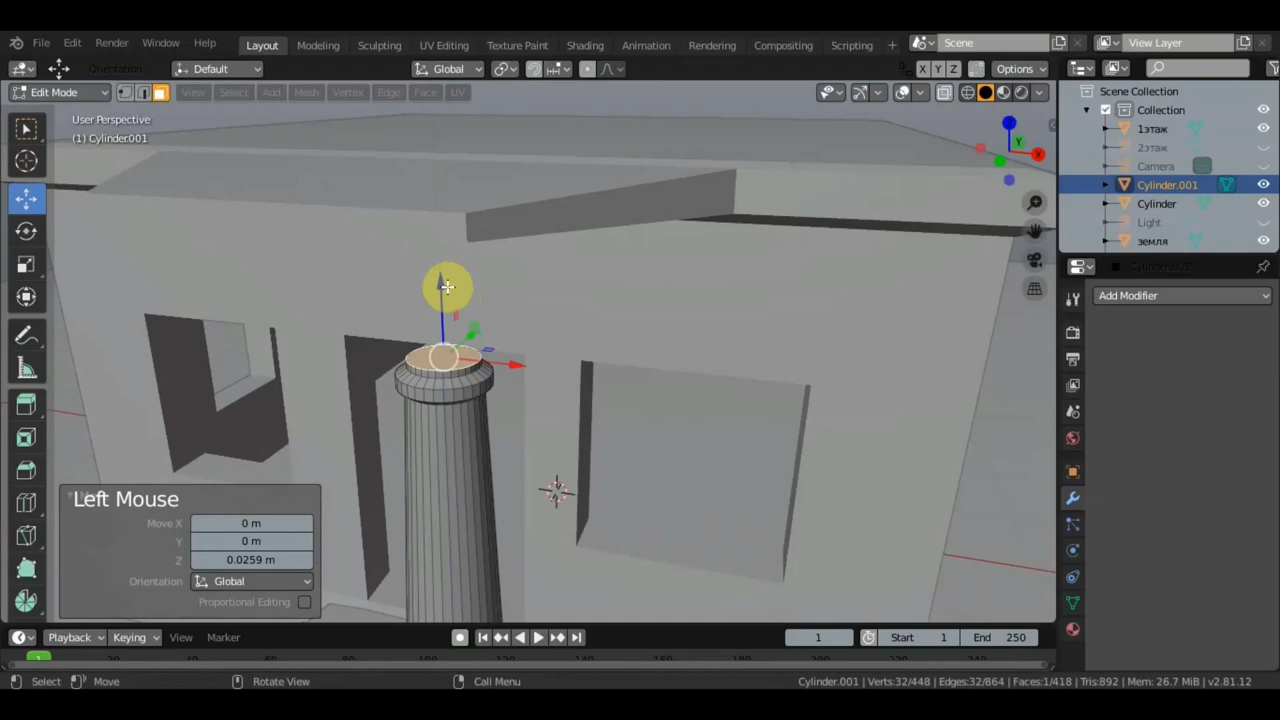 File Edit Render Window Help Layout Modeling Sculpting UV Editing Texture Paint Shading Animation Rendering Compositing Scripting + Scene View Layer
Orientation: Default Global X Y Z Options
Edit Mode View Select Add Mesh Vertex Edge Face UV
User Perspective
(1) Cylinder.001
Scene Collection
Collection
1этаж
2этаж
Camera
Cylinder.001
Cylinder
Light
земля
Z
Y
X
Add Modifier
Left Mouse
Move X 0 m
Y 0 m
Z 0.0259 m
Orientation Global
Proportional Editing
Playback Keying View Marker 1 Start 1 End 250
1
Select Move Rotate View Call Menu Cylinder.001 | Verts:32/448 | Edges:32/864 | Faces:1/418 | Tris:892 | Mem: 26.7 MiB | v2.81.12